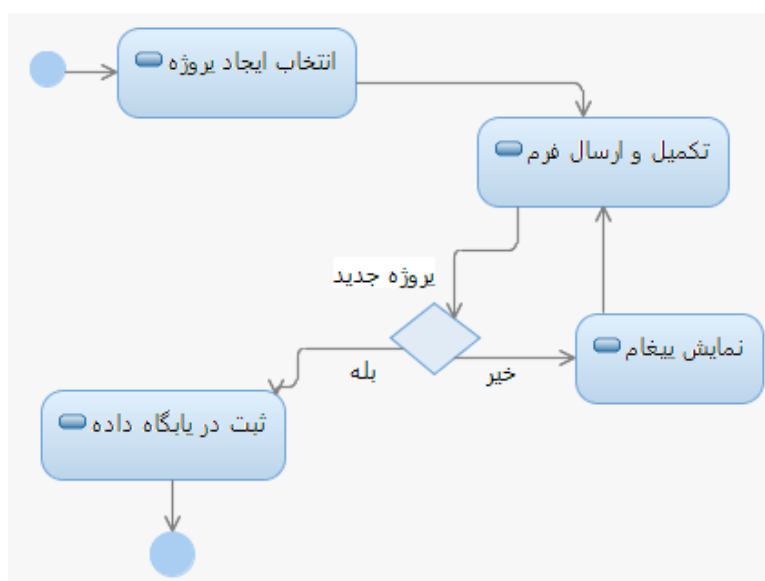 انتخاب ایجاد پروژه
تکمیل و ارسال فرم
پروژه جدید
نمایش پیغام
خیر
بله
ثبت در پایگاه داده